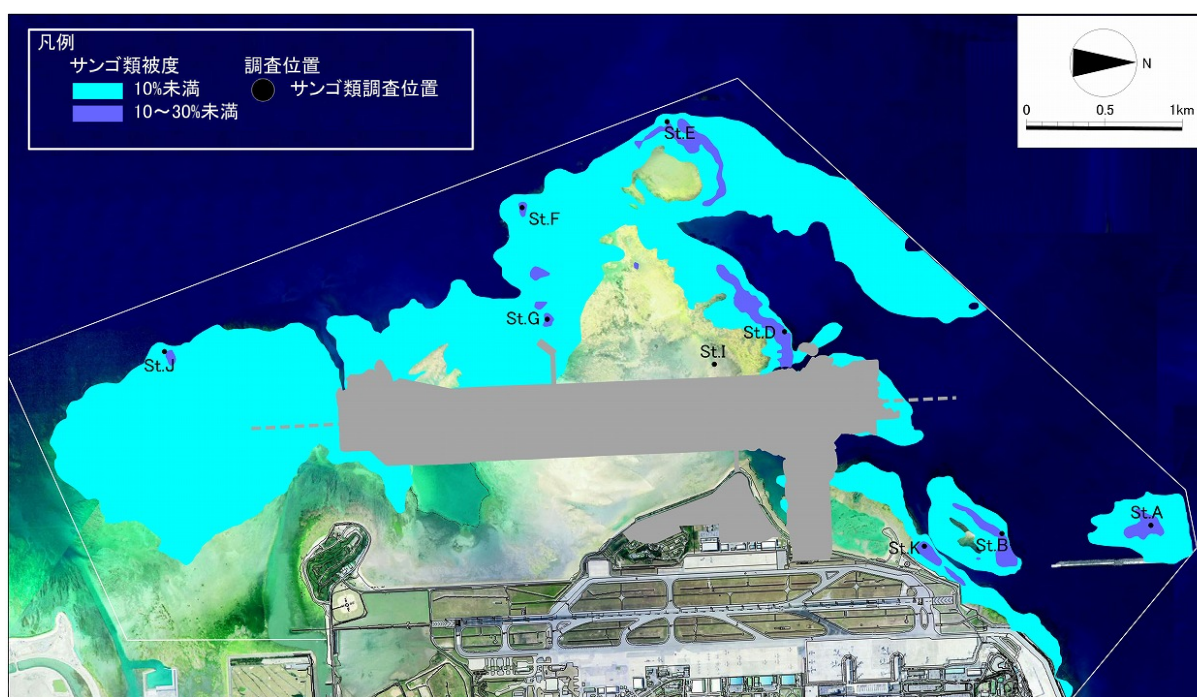 凡例
サンゴ類被度
調査位置
10%未満
サンゴ類調査位置
10～30%未満
N
0 0.5 1km
St.E
St.F
St.G
St.D
St.J
St.I
St.A
St.B
St.K